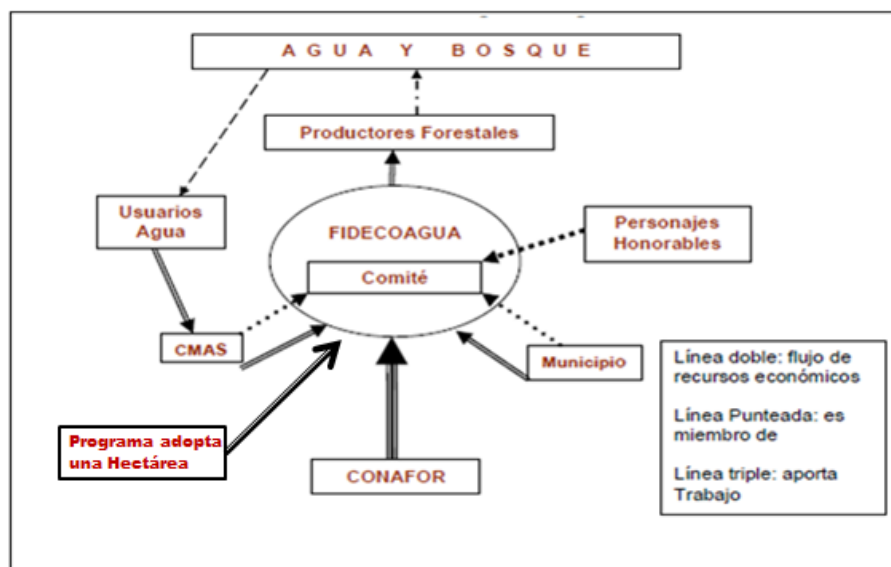 AGUA Y BOSQUE
Productores Forestales
Usuarios
Agua
FIDECOAGUA
Personajes
Honorables
Comité
CMAS
Municipio
Línea doble: flujo de
recursos económicos
Línea Punteada: es
miembro de
Línea triple: aporta
Trabajo
Programa adopta
una Hectárea
CONAFOR